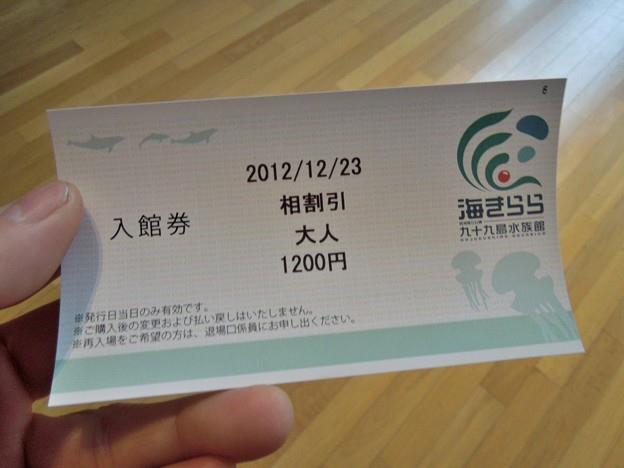 6
2012/12/23
相割引
大人
1200円
入館券
海きらら
九十九島水族館
KUJUKUSHIMA AQUARIUM
※発行日当日のみ有効です。
※ご購入後の変更および払い戻しはいたしません。
※再入場をご希望の方は、退場口係員にお申し出ください。